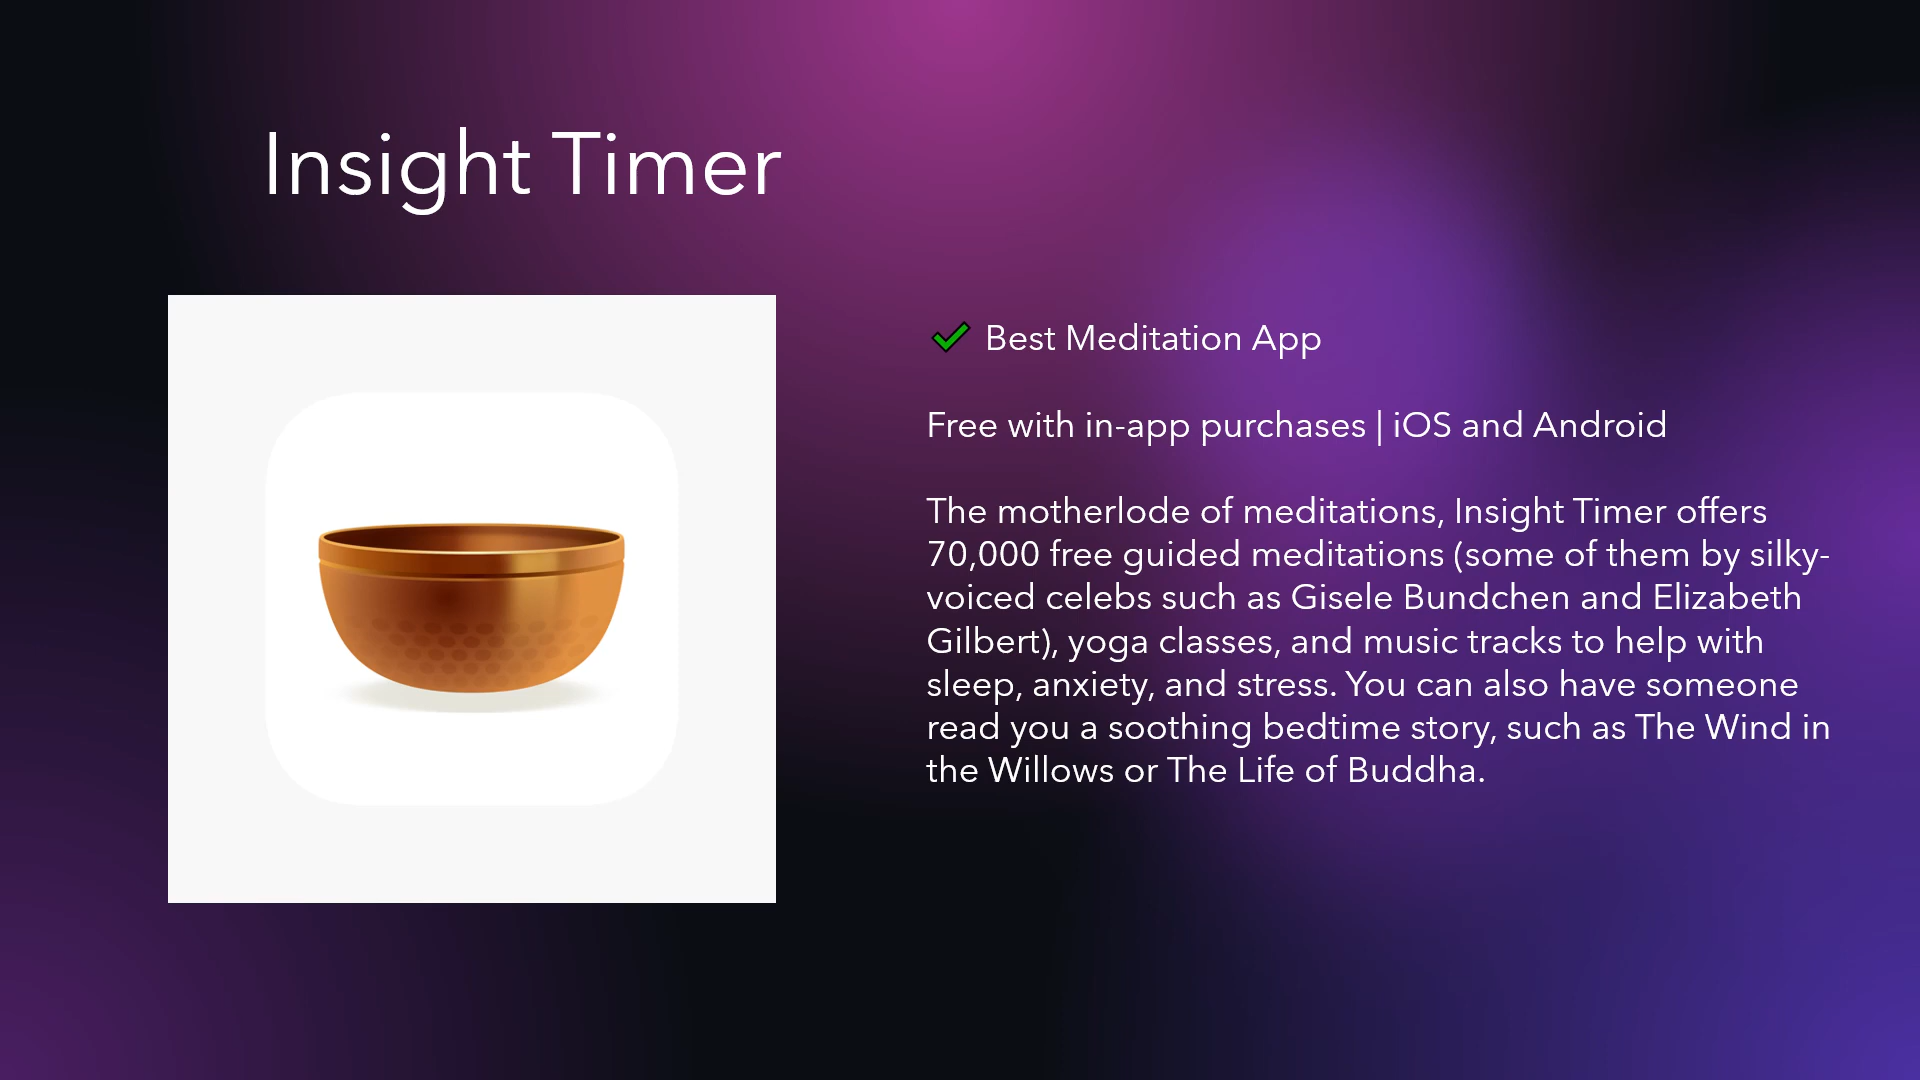 Insight Timer
Best Meditation App
Free with in-app purchases | iOS and Android
The motherlode of meditations, Insight Timer offers
70,000 free guided meditations (some of them by silky-
voiced celebs such as Gisele Bundchen and Elizabeth
Gilbert), yoga classes, and music tracks to help with
sleep, anxiety, and stress. You can also have someone
read you a soothing bedtime story, such as The Wind in
the Willows or The Life of Buddha.